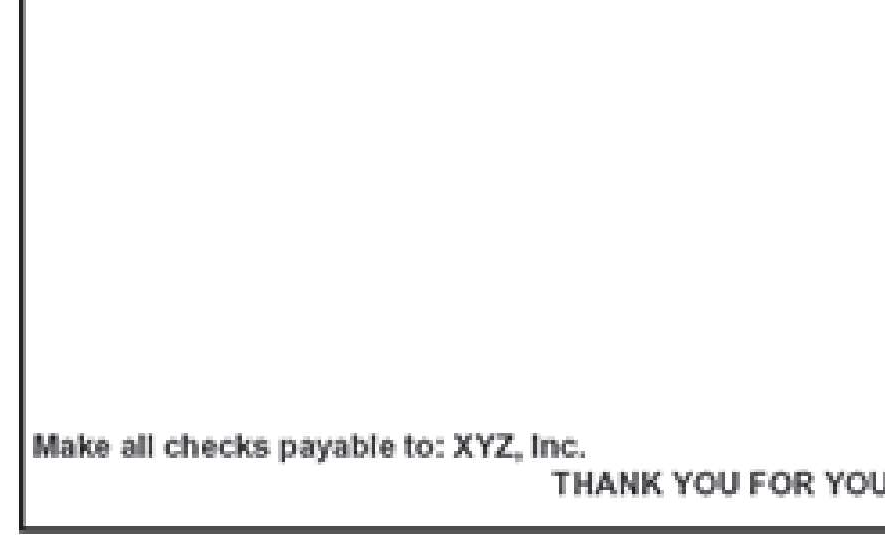 Make all checks payable to: XYZ, Inc.
THANK YOU FOR YOU